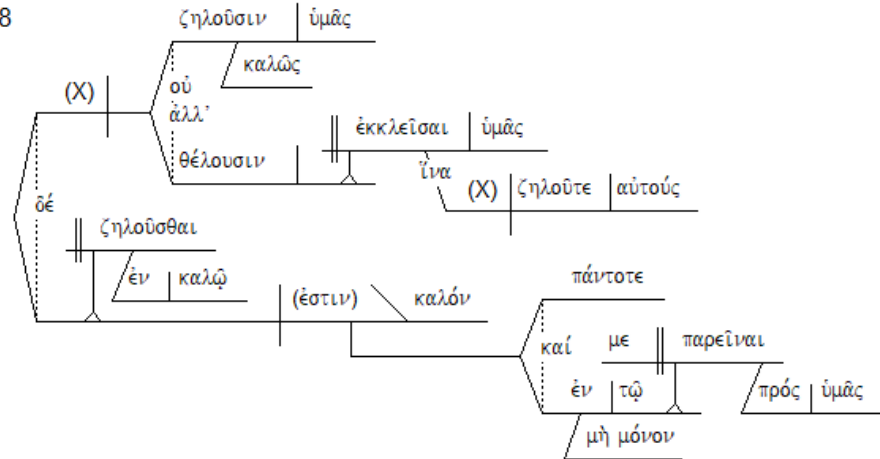 8
ζηλοῦσιν ὑμᾶς
καλῶς
(X) οὐ
ἀλλ’
ἐκκλεῖσαι ὑμᾶς
θέλουσιν
ἵνα
(X) ζηλοῦτε αὐτούς
δέ
ζηλοῦσθαι
ἐν καλῷ
πάντοτε
(ἐστιν) καλόν
καί με παρεῖναι
ἐν τῷ πρός ὑμᾶς
μὴ μόνον